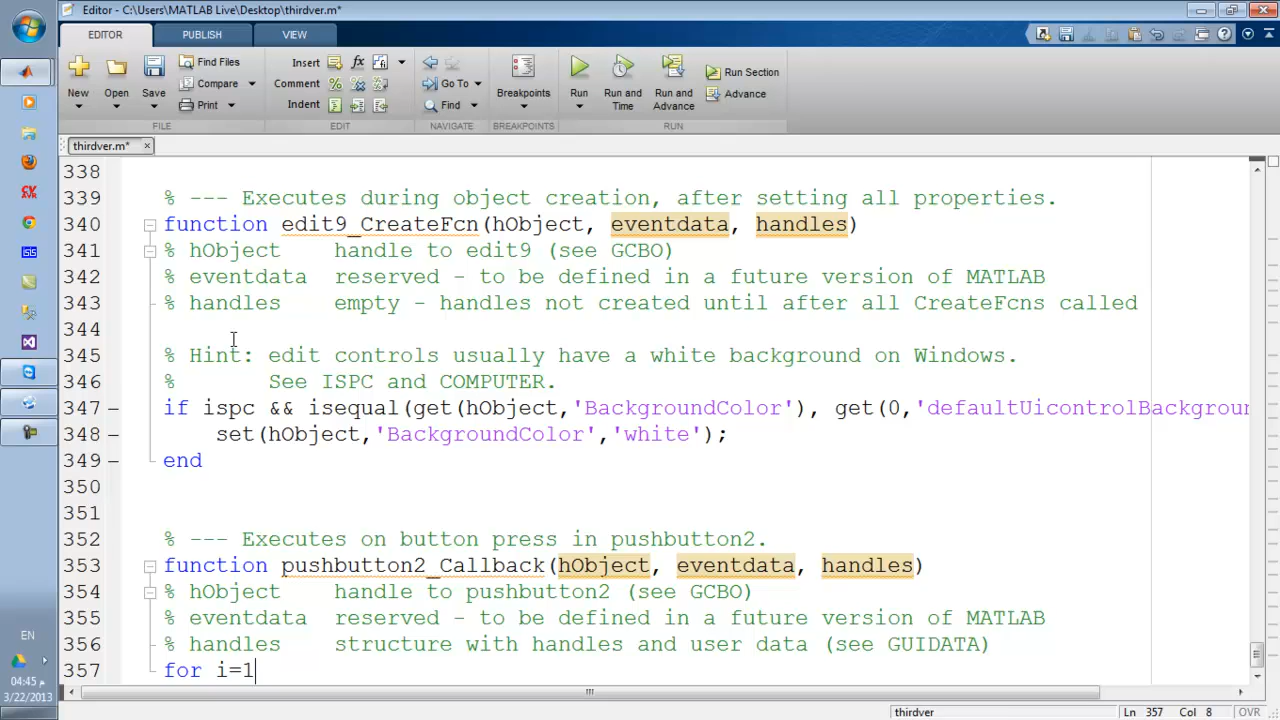 Editor - C:\Users\MATLAB Live\Desktop\thirdver.m*
EDITOR PUBLISH VIEW
Insert fx Find Files
New Open Save Compare Comment Go To Breakpoints Run Run and Time Run and Advance Run Section
Print Indent Find Advance
FILE EDIT NAVIGATE BREAKPOINTS RUN
thirdver.m*
338
339 % --- Executes during object creation, after setting all properties.
340 function edit9_CreateFcn(hObject, eventdata, handles)
341 % hObject    handle to edit9 (see GCBO)
342 % eventdata  reserved - to be defined in a future version of MATLAB
343 % handles    empty - handles not created until after all CreateFcns called
344
345 % Hint: edit controls usually have a white background on Windows.
346 %       See ISPC and COMPUTER.
347 – if ispc && isequal(get(hObject,'BackgroundColor'), get(0,'defaultUicontrolBackgroun
348 –     set(hObject,'BackgroundColor','white');
349 – end
350
351
352 % --- Executes on button press in pushbutton2.
353 function pushbutton2_Callback(hObject, eventdata, handles)
354 % hObject    handle to pushbutton2 (see GCBO)
355 % eventdata  reserved - to be defined in a future version of MATLAB
356 % handles    structure with handles and user data (see GUIDATA)
357 for i=1
thirdver Ln 357 Col 8 OVR
CV AVR
ISIS
EN
04:45 م
3/22/2013